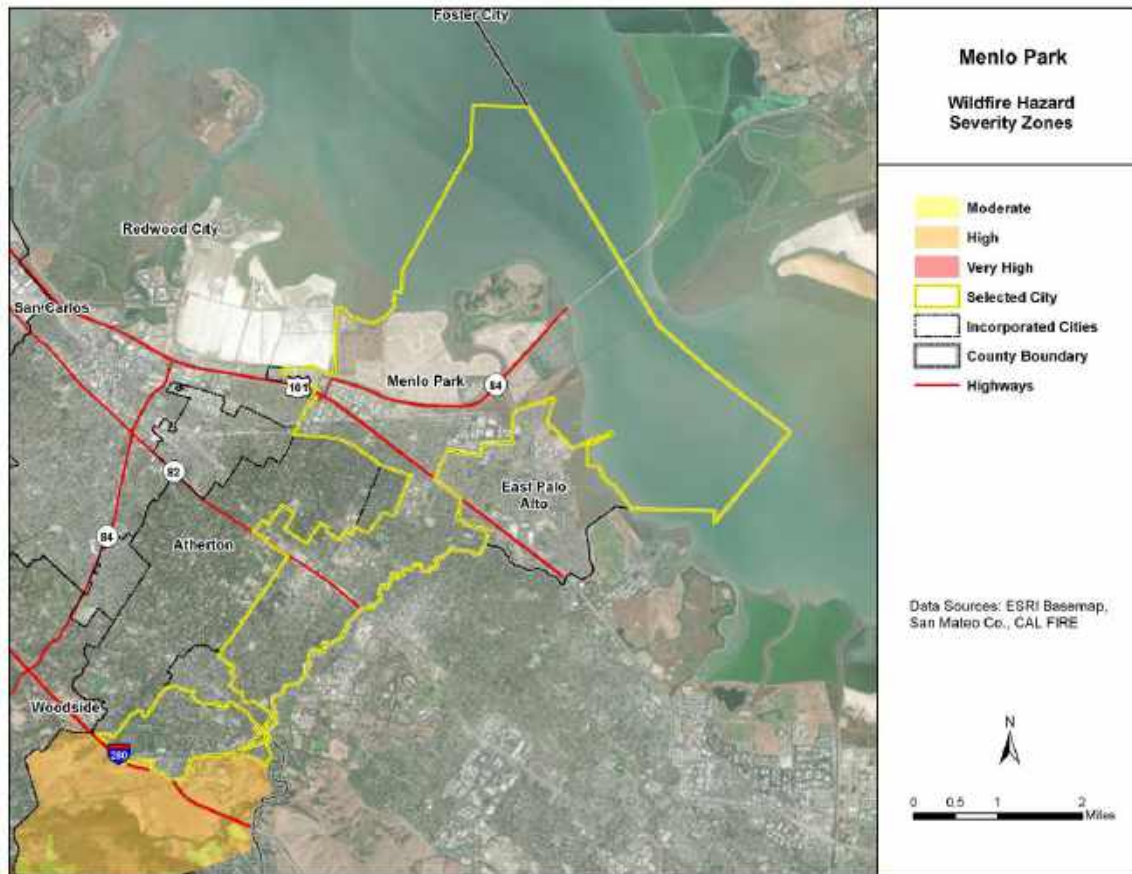 Foster City
Redwood City
San Carlos
101
Menlo Park
84
82
East Palo
Alto
84
Atherton
Woodside
280
Menlo Park
Wildfire Hazard
Severity Zones
Moderate
High
Very High
Selected City
Incorporated Cities
County Boundary
Highways
Data Sources: ESRI Basemap,
San Mateo Co., CAL FIRE
N
0 0.5 1 2
Miles